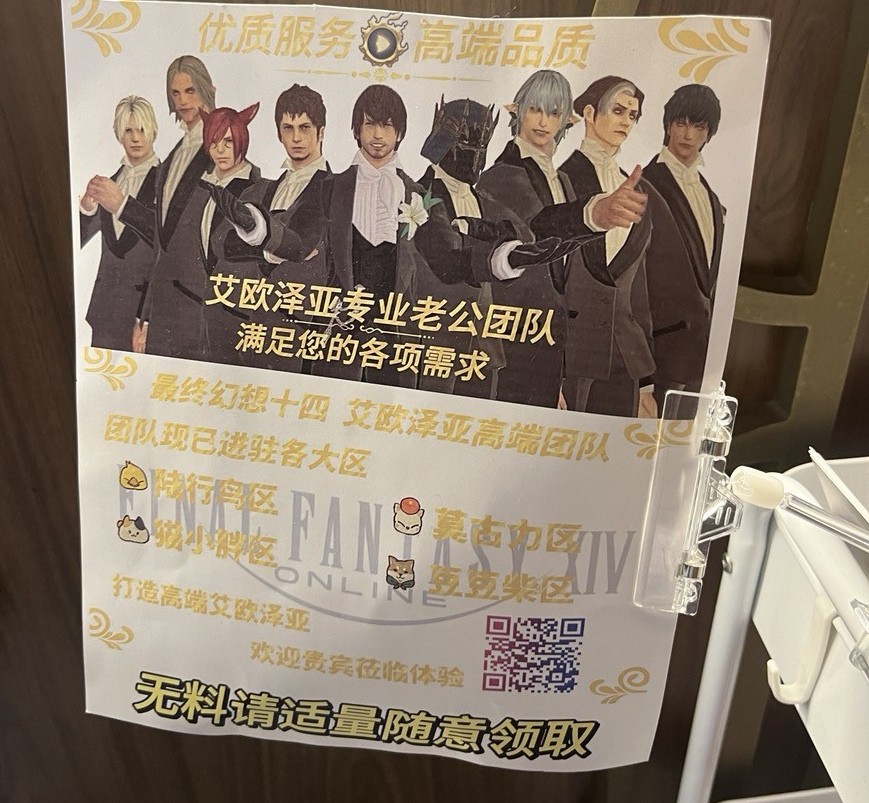 优质服务 高端品质
艾欧泽亚专业老公团队
满足您的各项需求
最终幻想十四 艾欧泽亚高端团队
团队现已进驻各大区
陆行鸟区
莫古力区
猫小胖区
豆豆柴区
FINAL FANTASY XIV
ONLINE
打造高端艾欧泽亚
欢迎贵宾莅临体验
无料请适量随意领取